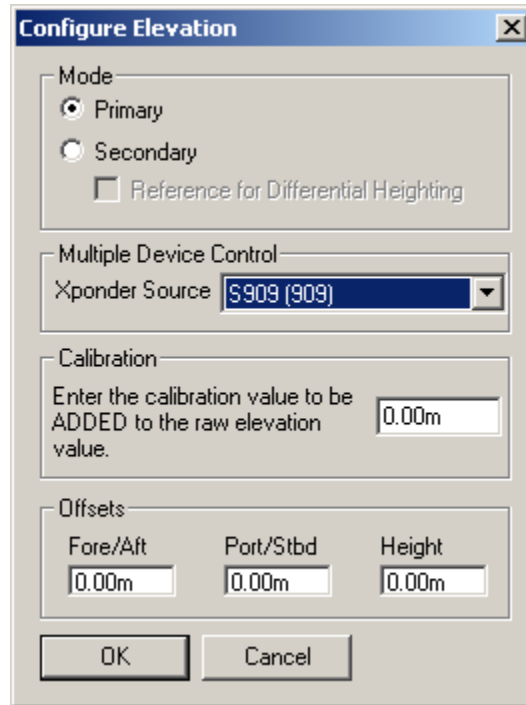 Configure Elevation
Mode
Primary
Secondary
Reference for Differential Heighting
Multiple Device Control
Xponder Source S909 (909)
Calibration
Enter the calibration value to be
ADDED to the raw elevation
value.
0.00m
Offsets
Fore/Aft Port/Stbd Height
0.00m 0.00m 0.00m
OK Cancel